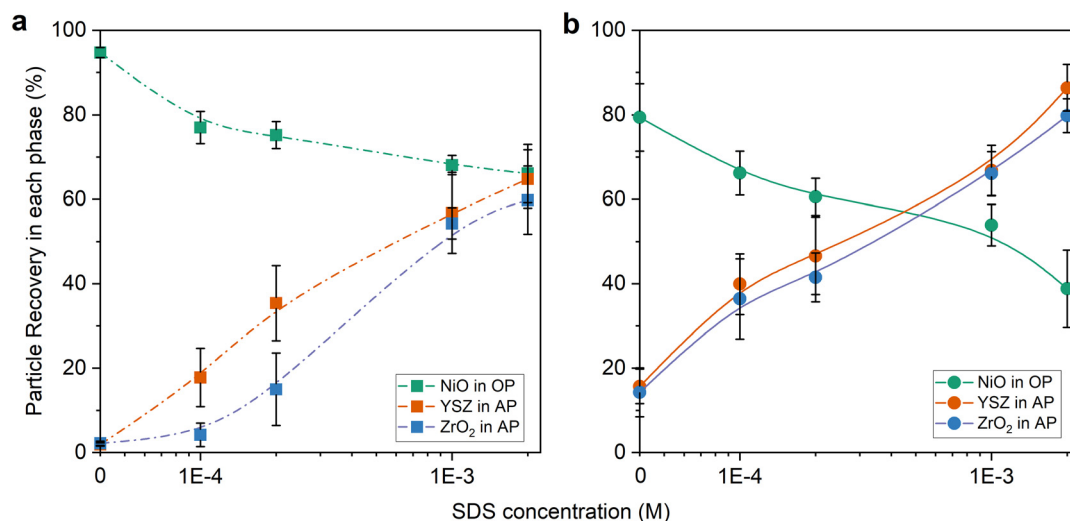 a
b
Particle Recovery in each phase (%)
100
80
60
40
20
0
0
1E-4
1E-3
NiO in OP
YSZ in AP
ZrO₂ in AP
100
80
60
40
20
0
0
1E-4
1E-3
NiO in OP
YSZ in AP
ZrO₂ in AP
SDS concentration (M)